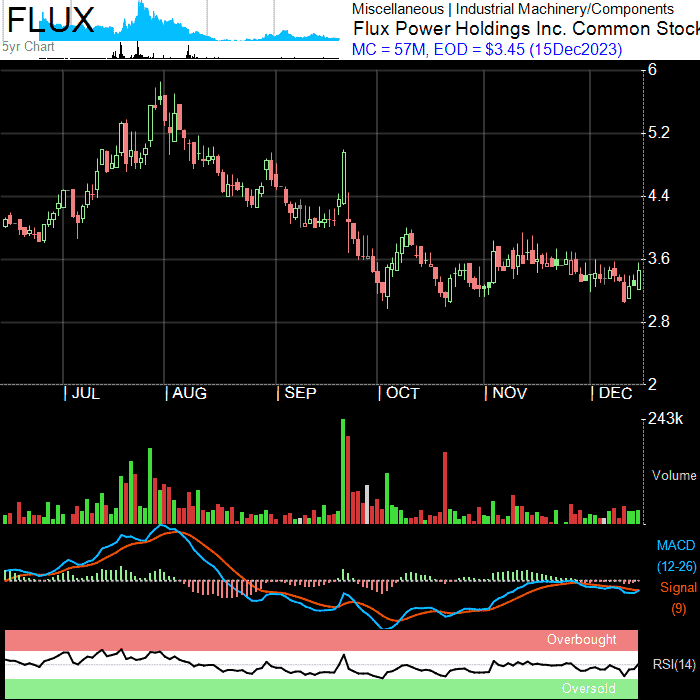 FLUX
5yr Chart
Miscellaneous | Industrial Machinery/Components
Flux Power Holdings Inc. Common Stock
MC = 57M, EOD = $3.45 (15Dec2023)
6
5.2
4.4
3.6
2.8
2
| JUL | AUG | SEP | OCT | NOV | DEC
243k
Volume
MACD
(12-26)
Signal
(9)
Overbought
RSI(14)
Oversold